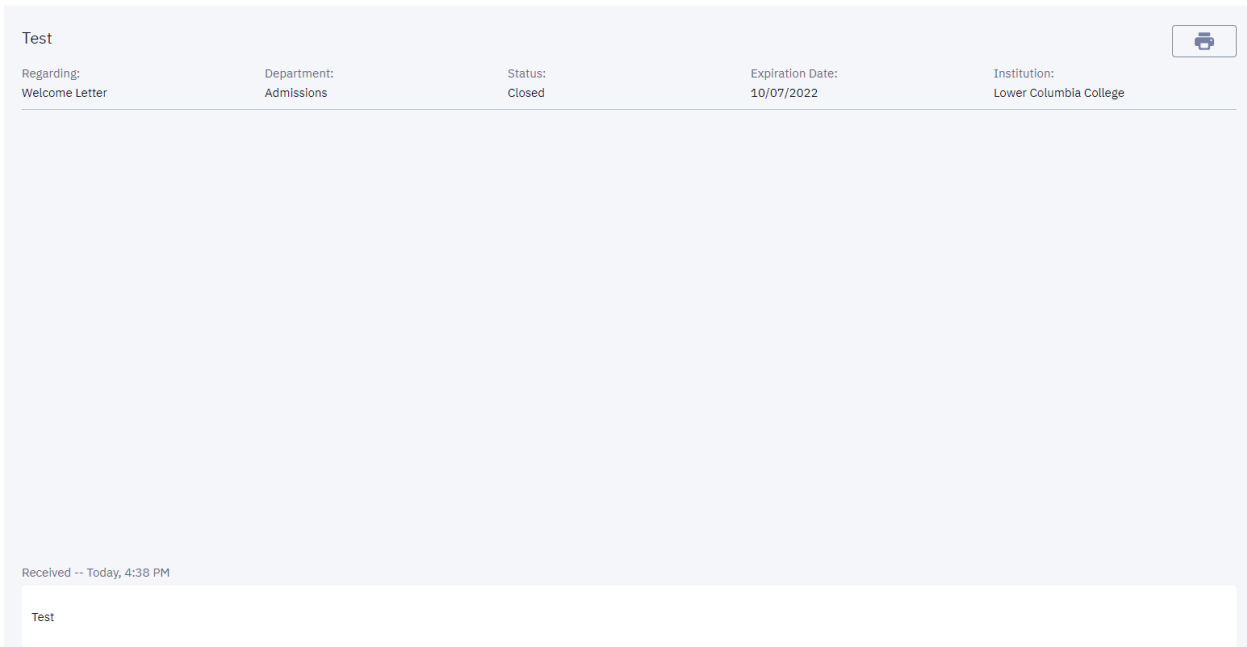 Test
Regarding: Department: Status: Expiration Date: Institution:
Welcome Letter Admissions Closed 10/07/2022 Lower Columbia College
Received -- Today, 4:38 PM
Test